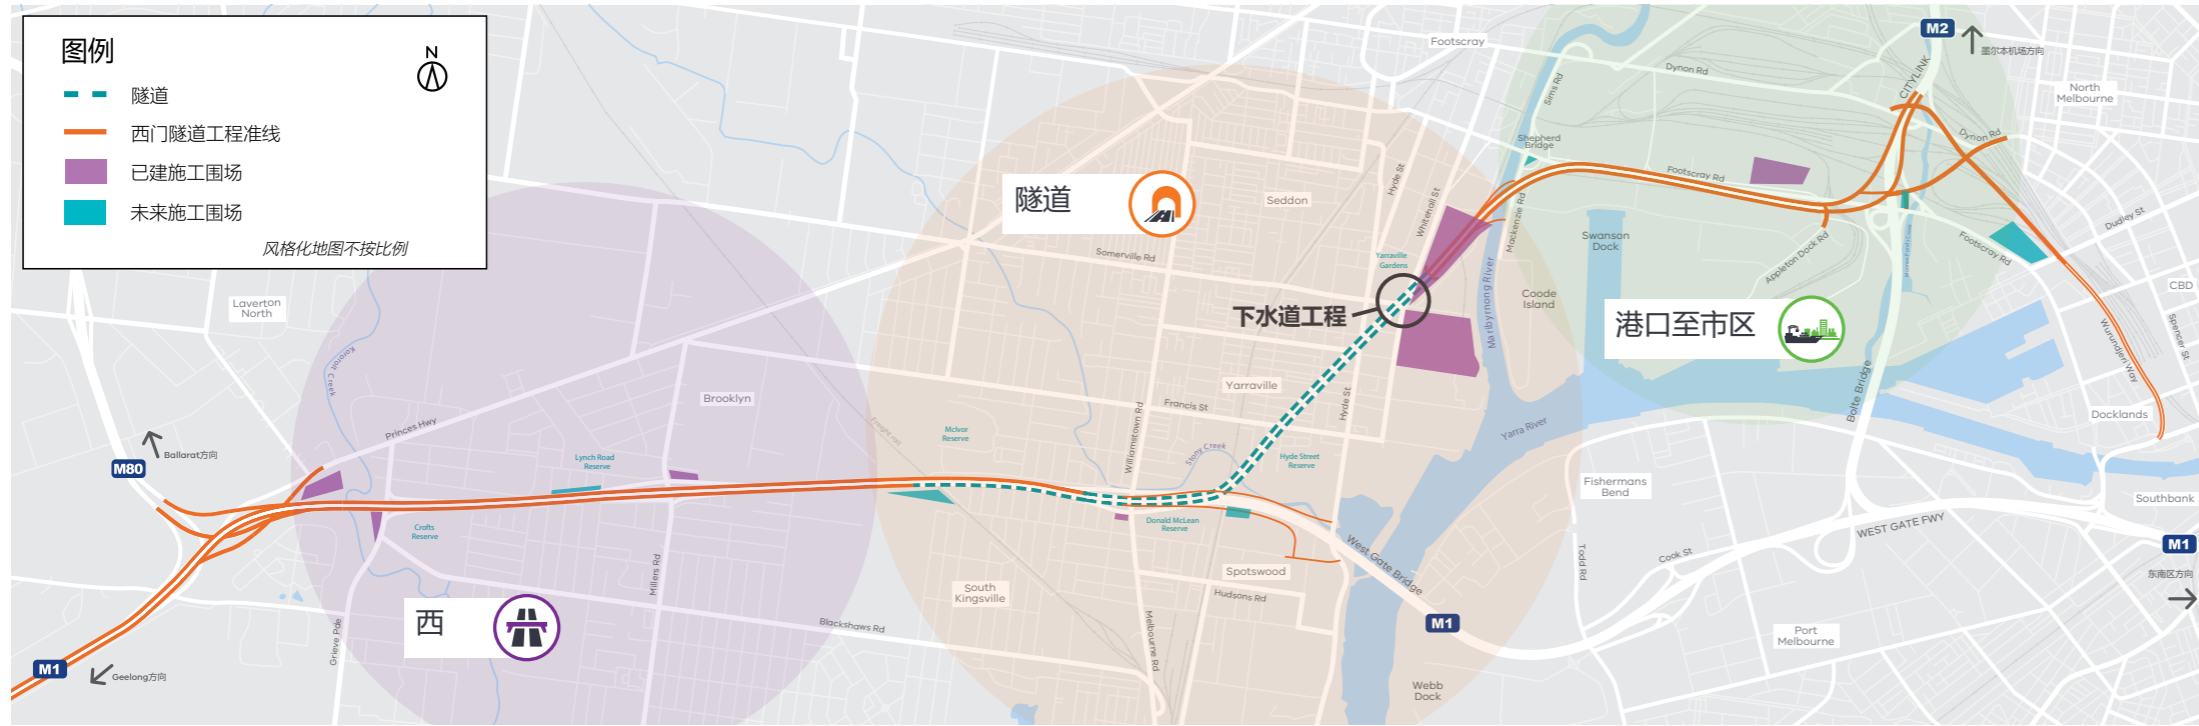 图例
N
隧道
西门隧道工程准线
已建施工围场
未来施工围场
风格化地图不按比例
M2
墨尔本机场方向
CITYLINK
Footscray
Dynon Rd
North
Melbourne
Sims Rd
Shepherd
Bridge
Dynon Rd
Footscray Rd
Hyde St
Whitehall St
Mackenzie Rd
隧道
Seddon
Somerville Rd
Yarraville
Gardens
Maribyrnong River
Swanson
Dock
Appleton Dock Rd
Footscray Rd
Dudley St
Coode
Island
港口至市区
下水道工程
CBD
Spencer St
Wurundjeri Way
Laverton
North
Kororoit Creek
Princes Hwy
Brooklyn
Freight rail
McIvor
Reserve
Williamstown Rd
Francis St
Yarraville
Hyde St
Stony Creek
Hyde Street
Reserve
Yarra River
Bolte Bridge
Docklands
Ballarat方向
M80
Lynch Road
Reserve
Crofts
Reserve
Donald McLean
Reserve
Fishermans
Bend
Southbank
WEST GATE FWY
M1
东南区方向
Cook St
Todd Rd
West Gate Bridge
Spotswood
Hudsons Rd
South
Kingsville
Millers Rd
Grieve Pde
西
Blackshaws Rd
Melbourne Rd
M1
Port
Melbourne
Webb
Dock
M1
Geelong方向